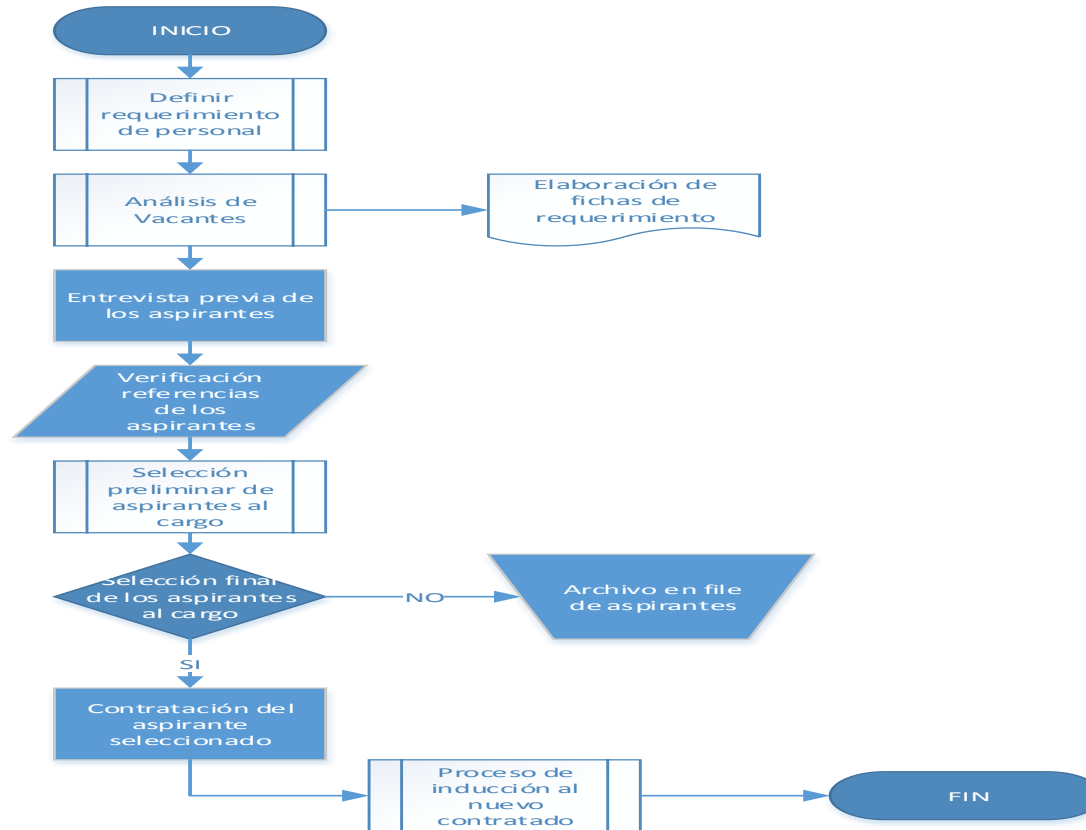 INICIO
Definir
requerimiento
de personal
Análisis de
Vacantes
Elaboración de
fichas de
requerimiento
Entrevista previa de
los aspirantes
Verificación
referencias
de los
aspirantes
Selección
preliminar de
aspirantes al
cargo
Selección final
de los aspirantes
al cargo
NO
Archivo en file
de aspirantes
SI
Contratación del
aspirante
seleccionado
Proceso de
inducción al
nuevo
contratado
FIN